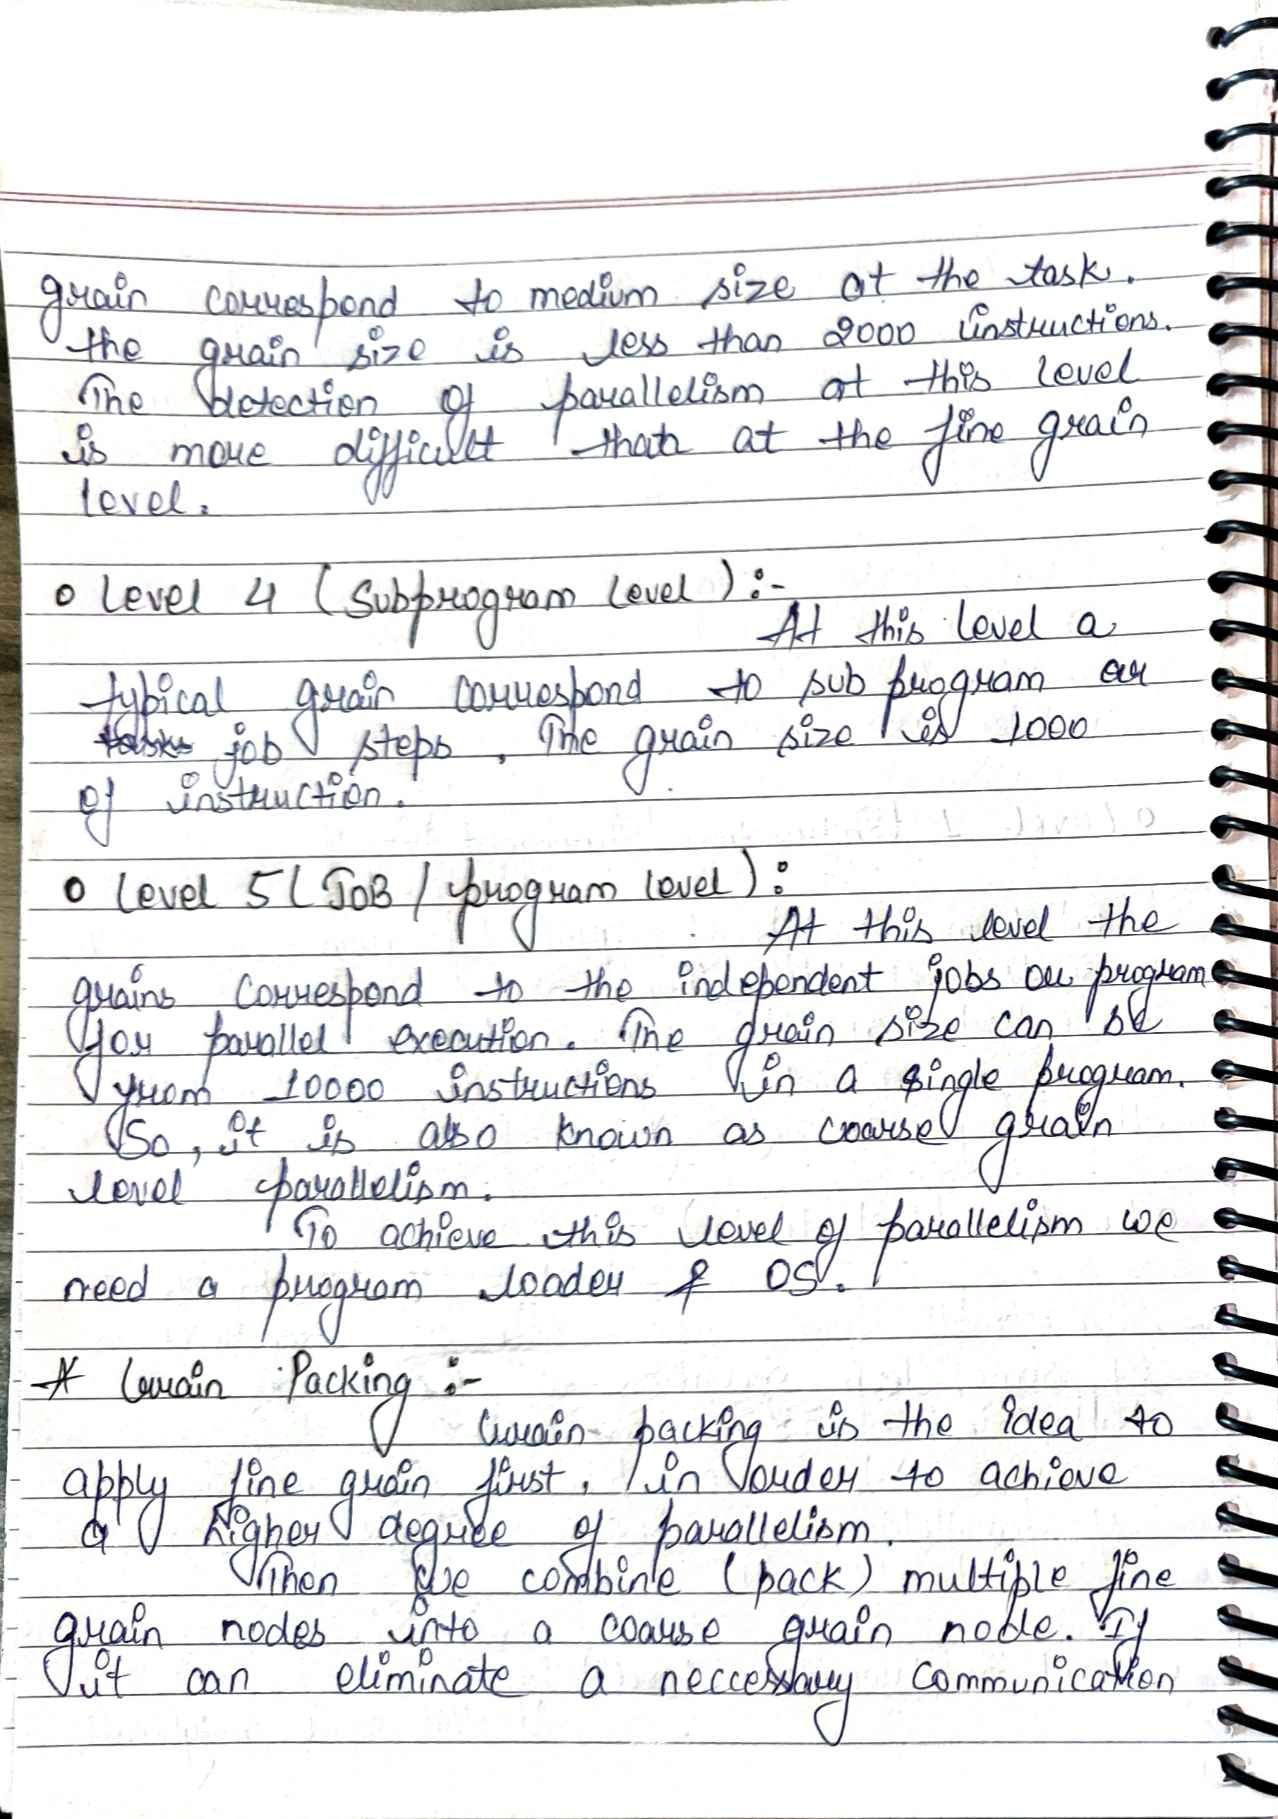 grain correspond to medium size at the task.
the grain size is less than 2000 instructions.
The detection of parallelism at this level
is more difficult than at the fine grain
level.
o Level 4 (Subprogram Level) :-
At this level a
typical grain correspond to sub program or
job steps. The grain size is 1000
of instruction.
o Level 5 (JOB / program level) :
At this level the
grains correspond to the independent jobs or program
for parallel execution. The grain size can be
from 10000 instructions in a single program.
So, it is also known as coarse grain
level parallelism.
To achieve this level of parallelism we
need a program loader & OS.
* Grain Packing :-
Grain packing is the idea to
apply fine grain first, in order to achieve
a higher degree of parallelism.
Then we combine (pack) multiple fine
grain nodes into a coarse grain node. If
it can eliminate a neccessary communication